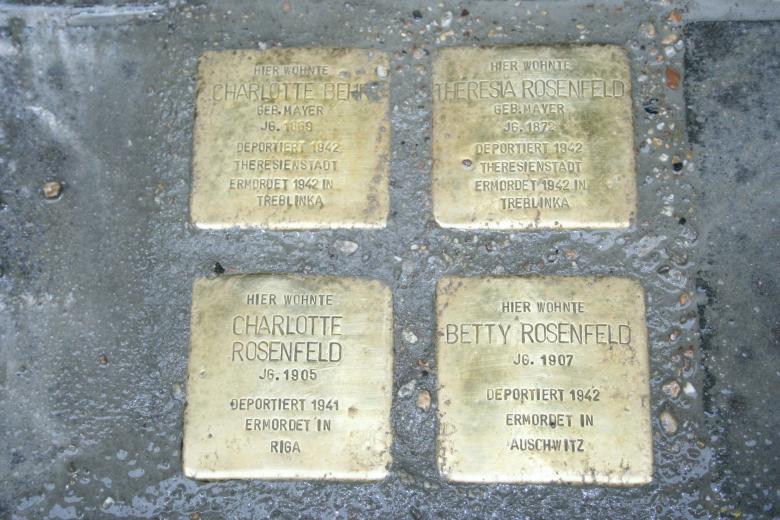 HIER WOHNTE
CHARLOTTE
GEB. MAYER
JG. 1869
DEPORTIERT 1942
THERESIENSTADT
ERMORDET 1942 IN
TREBLINKA
HIER WOHNTE
THERESIA ROSENFELD
GEB. MAYER
JG. 1872
DEPORTIERT 1942
THERESIENSTADT
ERMORDET 1942 IN
TREBLINKA
HIER WOHNTE
CHARLOTTE
ROSENFELD
JG. 1905
DEPORTIERT 1941
ERMORDET IN
RIGA
HIER WOHNTE
BETTY ROSENFELD
JG. 1907
DEPORTIERT 1942
ERMORDET IN
AUSCHWITZ